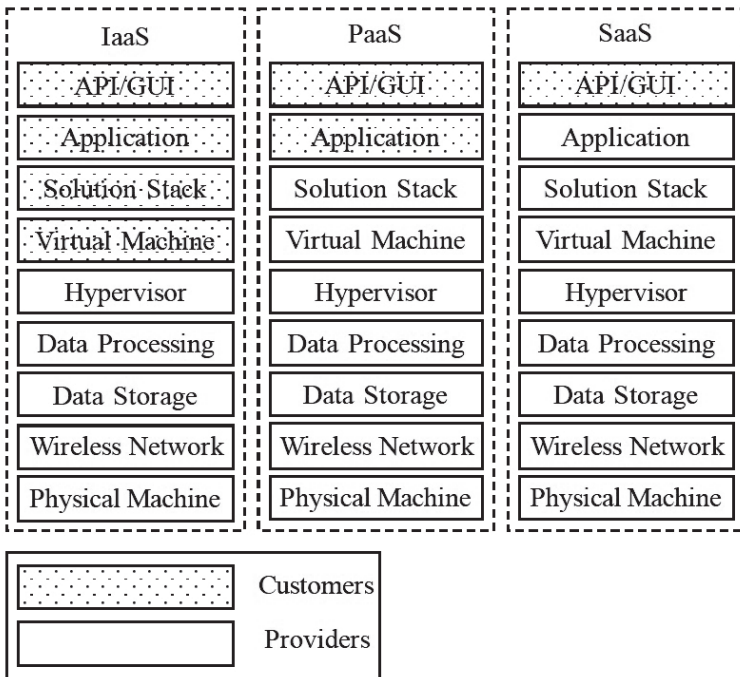 IaaS
API/GUI
Application
Solution Stack
Virtual Machine
Hypervisor
Data Processing
Data Storage
Wireless Network
Physical Machine
PaaS
API/GUI
Application
Solution Stack
Virtual Machine
Hypervisor
Data Processing
Data Storage
Wireless Network
Physical Machine
SaaS
API/GUI
Application
Solution Stack
Virtual Machine
Hypervisor
Data Processing
Data Storage
Wireless Network
Physical Machine
Customers
Providers